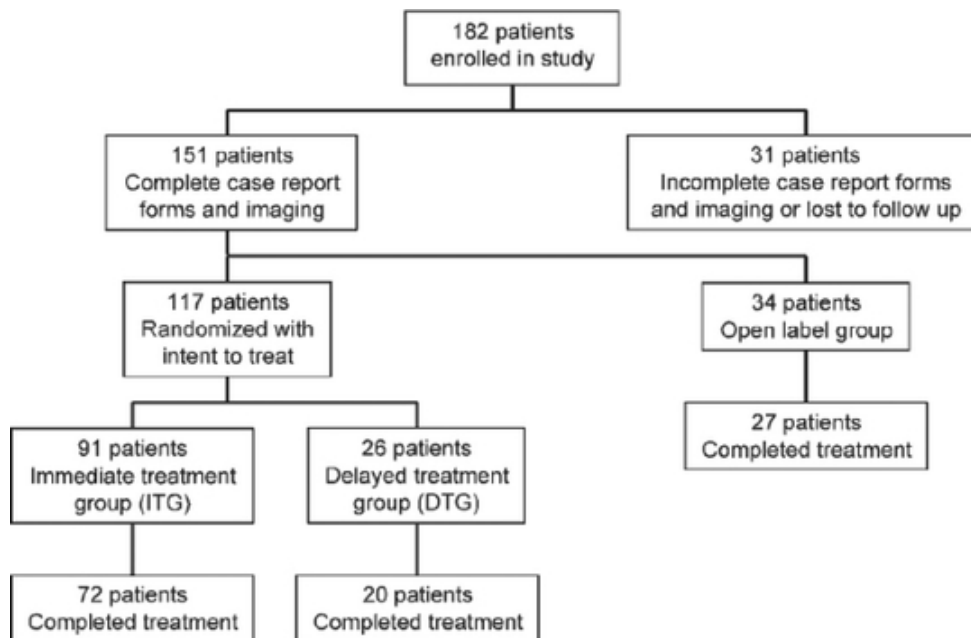 182 patients
enrolled in study
151 patients
Complete case report
forms and imaging
31 patients
Incomplete case report forms
and imaging or lost to follow up
117 patients
Randomized with
intent to treat
34 patients
Open label group
91 patients
Immediate treatment
group (ITG)
26 patients
Delayed treatment
group (DTG)
27 patients
Completed treatment
72 patients
Completed treatment
20 patients
Completed treatment